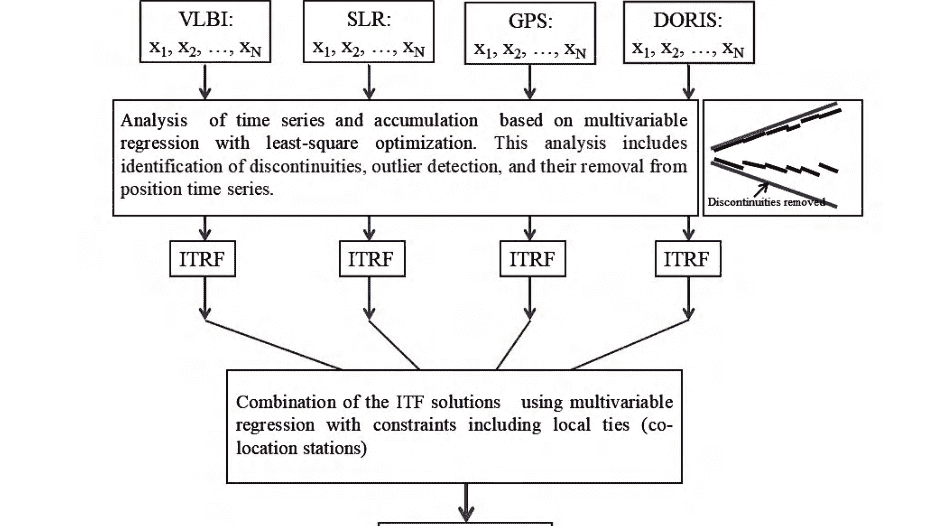 VLBI: SLR: GPS: DORIS:
x1, x2, …, xN x1, x2, …, xN x1, x2, …, xN x1, x2, …, xN
Analysis of time series and accumulation based on multivariable
regression with least-square optimization. This analysis includes
identification of discontinuities, outlier detection, and their removal from
position time series.
Discontinuities removed
ITRF ITRF ITRF ITRF
Combination of the ITF solutions using multivariable
regression with constraints including local ties (co-
location stations)